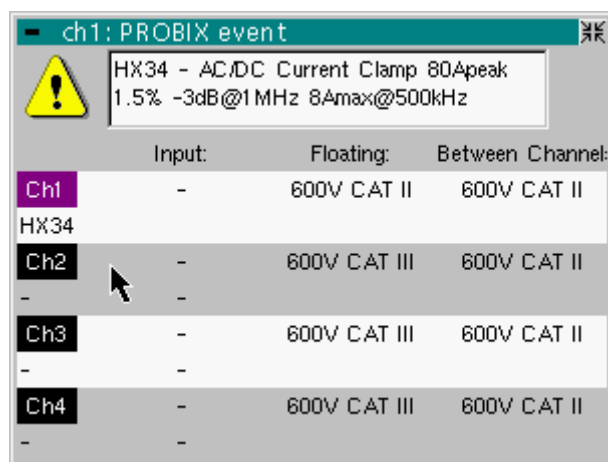 ch1: PROBIX event
HX34 - AC/DC Current Clamp 80Apeak
1.5% -3dB@1MHz 8Amax@500kHz
Input: Floating: Between Channel:
Ch1 - 600V CAT II 600V CAT II
HX34
Ch2 - 600V CAT III 600V CAT II
- -
Ch3 - 600V CAT III 600V CAT II
- -
Ch4 - 600V CAT III 600V CAT II
- -